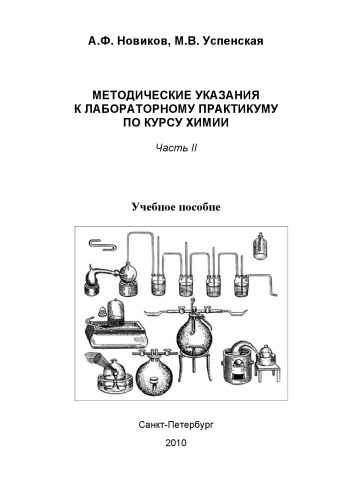 А.Ф. Новиков, М.В. Успенская
МЕТОДИЧЕСКИЕ УКАЗАНИЯ
К ЛАБОРАТОРНОМУ ПРАКТИКУМУ
ПО КУРСУ ХИМИИ
Часть II
Учебное пособие
Санкт-Петербург
2010